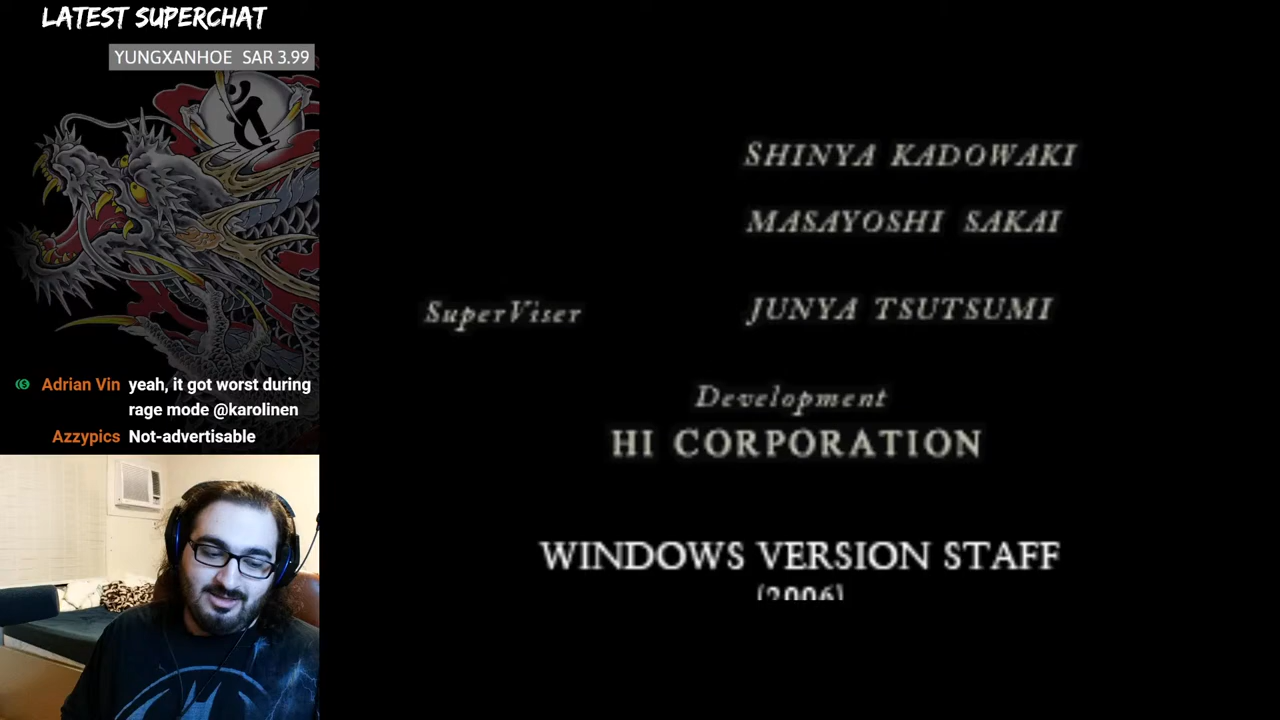 LATEST SUPERCHAT
YUNGXANHOE SAR 3.99
Adrian Vin yeah, it got worst during
rage mode @karolinen
Azzypics Not-advertisable
SHINYA KADOWAKI
MASAYOSHI SAKAI
SuperViser JUNYA TSUTSUMI
Development
HI CORPORATION
WINDOWS VERSION STAFF
(2006)